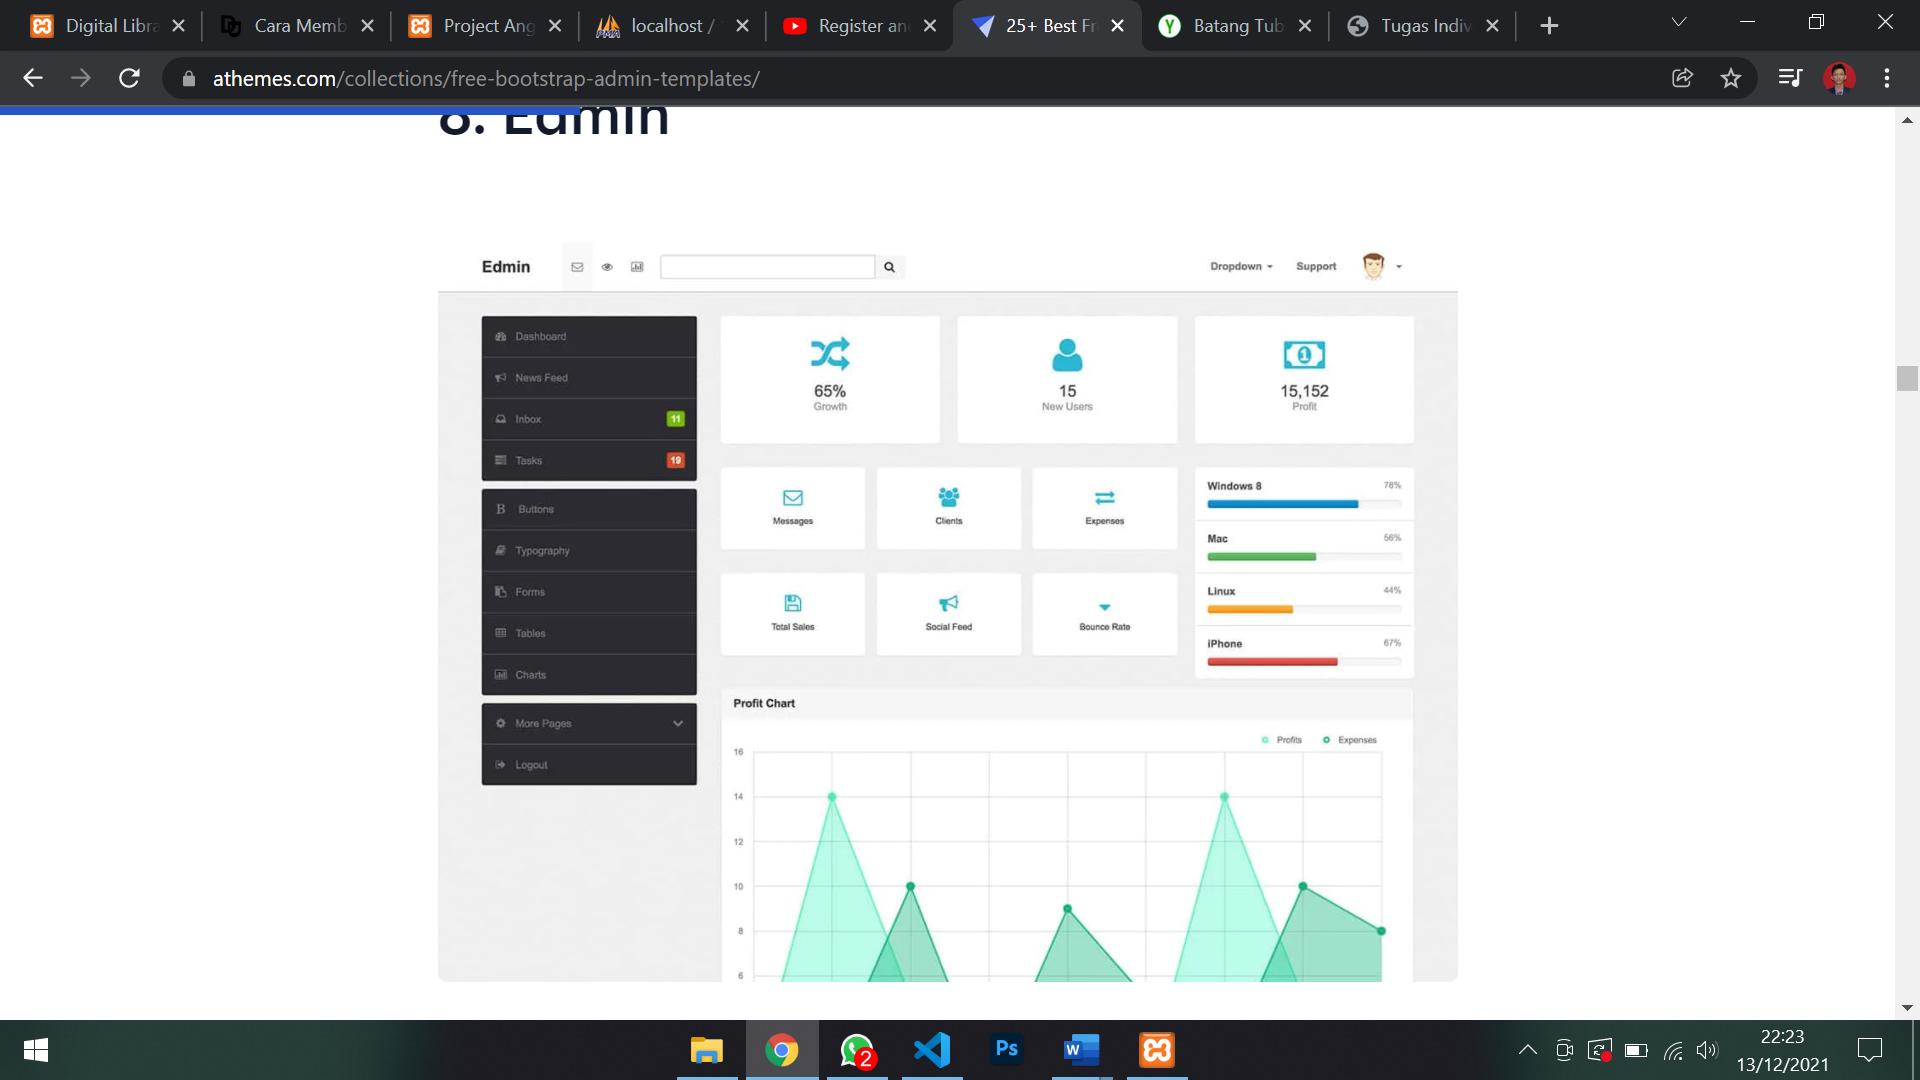 Digital Libra
Cara Memb
Project Ang
localhost /
Register an
25+ Best Fr
Batang Tub
Tugas Indiv
athemes.com/collections/free-bootstrap-admin-templates/
8. Edmin
Edmin
Dropdown
Support
Dashboard
News Feed
Inbox 11
Tasks 19
B Buttons
Typography
Forms
Tables
Charts
More Pages
Logout
65%
Growth
15
New Users
15,152
Profit
Messages
Clients
Expenses
Total Sales
Social Feed
Bounce Rate
Windows 8 78%
Mac 56%
Linux 44%
iPhone 67%
Profit Chart
Profits Expenses
16
14
12
10
8
6
2
Ps
W
22:23
13/12/2021